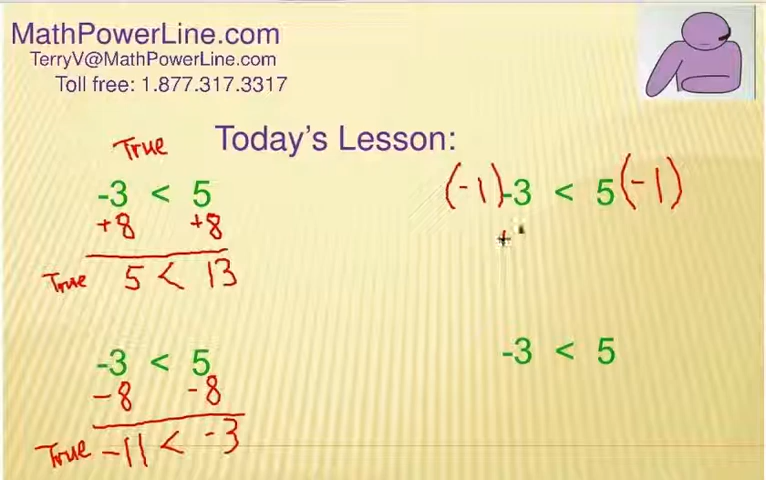 MathPowerLine.com
TerryV@MathPowerLine.com
Toll free: 1.877.317.3317
Today's Lesson:
True
-3 < 5
+8 +8
True 5 < 13
-3 < 5
-8 -8
True -11 < -3
(-1)-3 < 5(-1)
-3 < 5